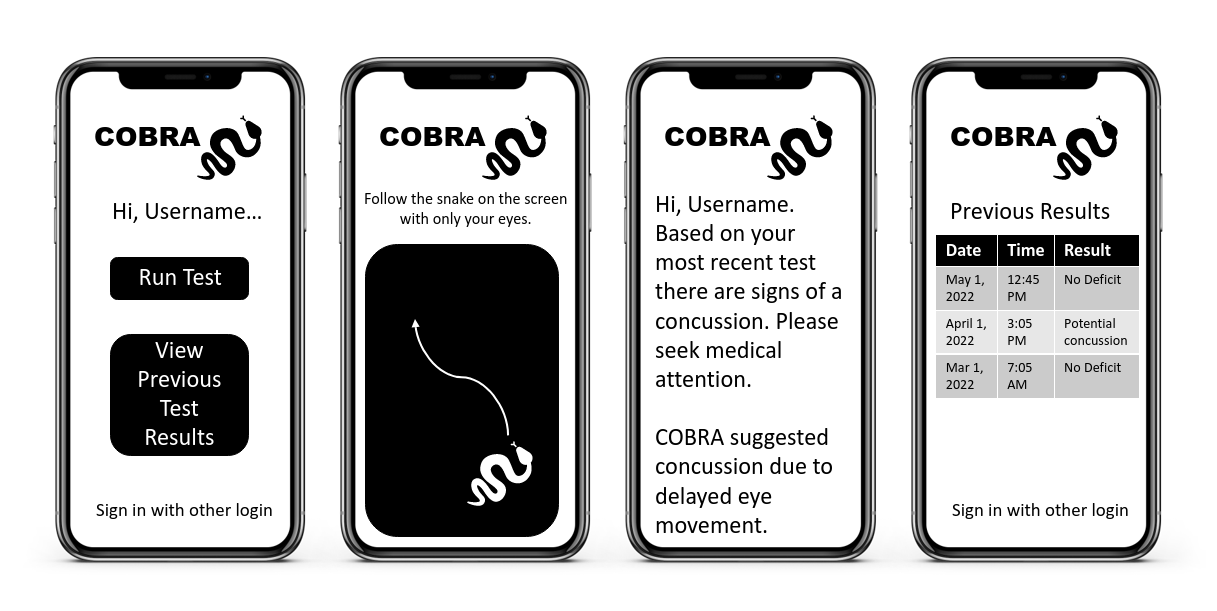 COBRA
Hi, Username...
Run Test
View
Previous
Test
Results
Sign in with other login
COBRA
Follow the snake on the screen
with only your eyes.
COBRA
Hi, Username.
Based on your
most recent test
there are signs of a
concussion. Please
seek medical
attention.
COBRA suggested
concussion due to
delayed eye
movement.
COBRA
Previous Results
Date Time Result
May 1, 12:45 No Deficit
2022 PM
April 1, 3:05 Potential
2022 PM concussion
Mar 1, 7:05 No Deficit
2022 AM
Sign in with other login